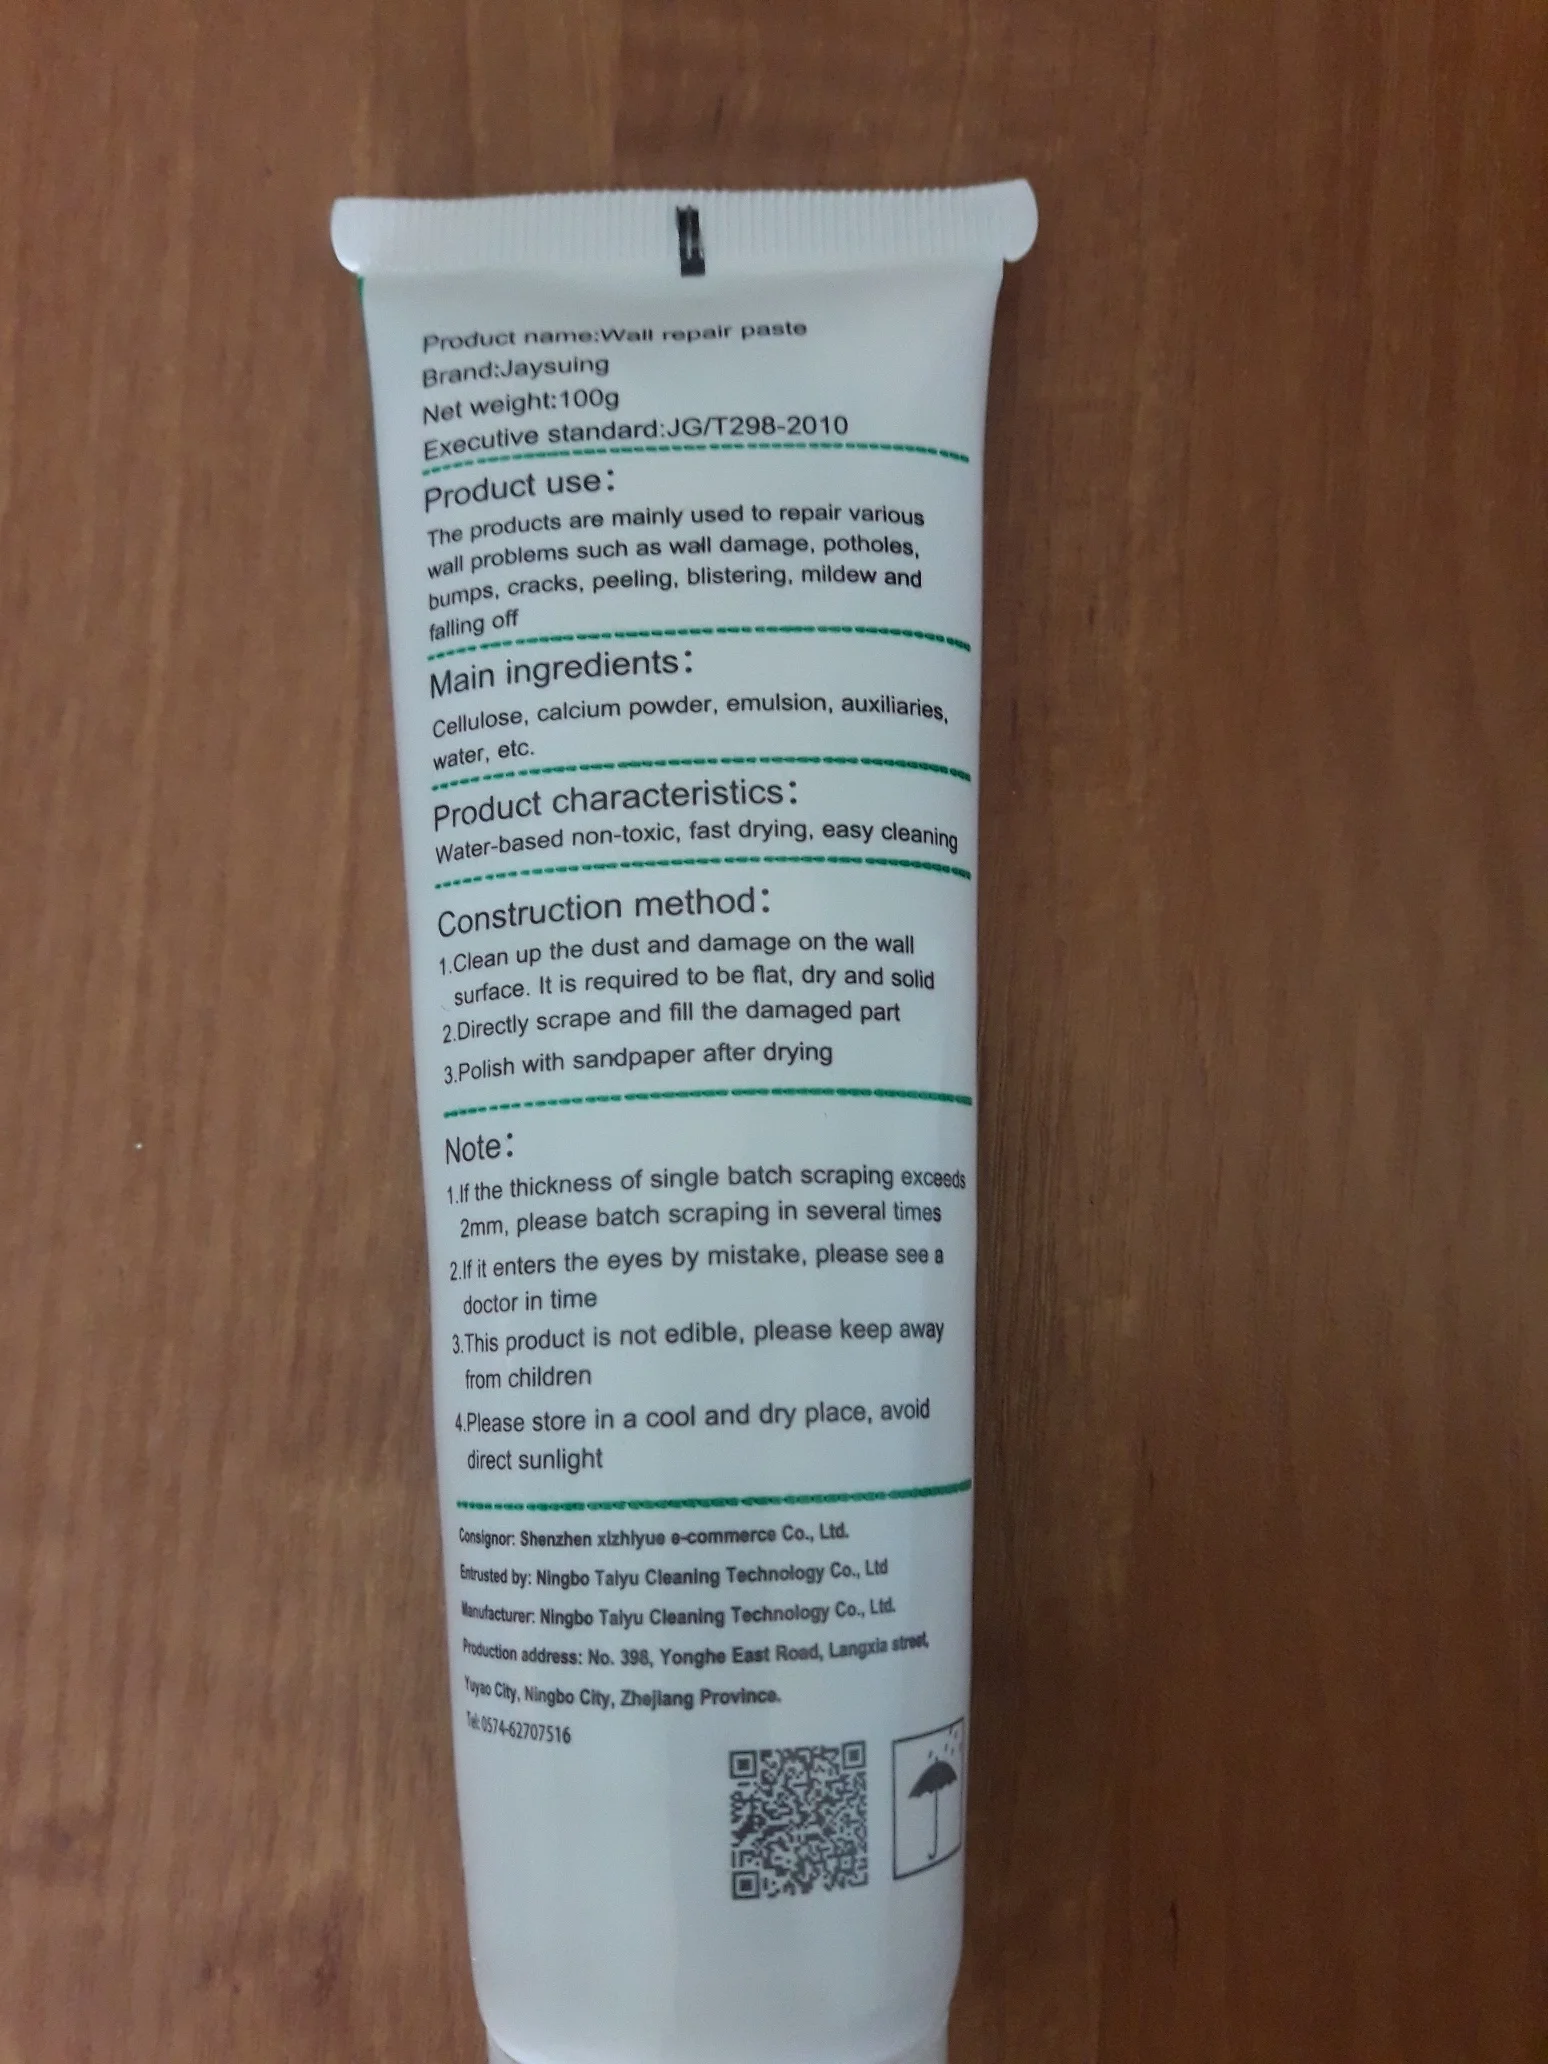 Product name:Wall repair paste
Brand:Jaysuing
Net weight:100g
Executive standard:JG/T298-2010
Product use:
The products are mainly used to repair various
wall problems such as wall damage, potholes,
bumps, cracks, peeling, blistering, mildew and
falling off
Main ingredients:
Cellulose, calcium powder, emulsion, auxiliaries,
water, etc.
Product characteristics:
Water-based non-toxic, fast drying, easy cleaning
Construction method:
1.Clean up the dust and damage on the wall
surface. It is required to be flat, dry and solid
2.Directly scrape and fill the damaged part
3.Polish with sandpaper after drying
Note:
1.If the thickness of single batch scraping exceeds
2mm, please batch scraping in several times
2.If it enters the eyes by mistake, please see a
doctor in time
3.This product is not edible, please keep away
from children
4.Please store in a cool and dry place, avoid
direct sunlight
Consignor: Shenzhen xizhiyue e-commerce Co., Ltd.
Entrusted by: Ningbo Taiyu Cleaning Technology Co., Ltd
Manufacturer: Ningbo Taiyu Cleaning Technology Co., Ltd.
Production address: No. 398, Yonghe East Road, Langxia street,
Yuyao City, Ningbo City, Zhejiang Province.
Tel: 0574-62707516